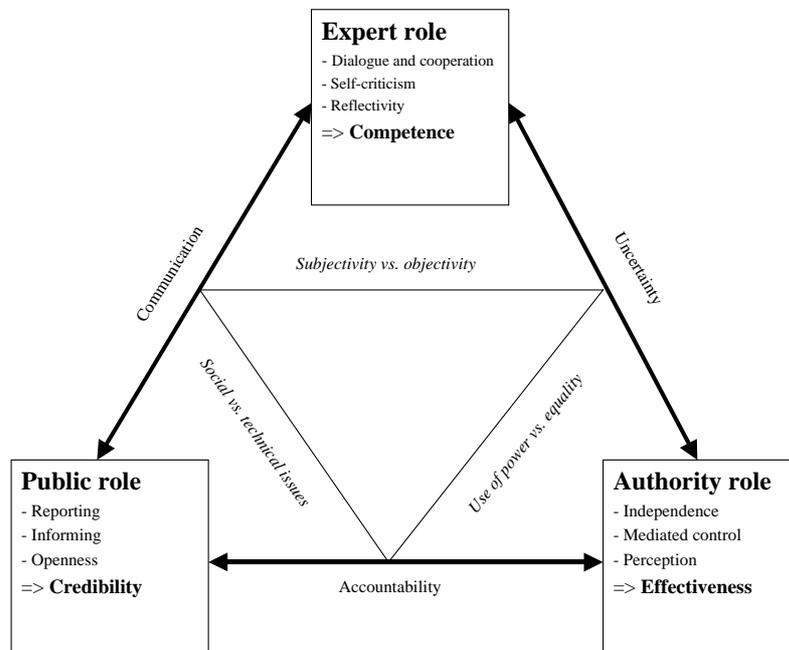 Expert role
- Dialogue and cooperation
- Self-criticism
- Reflectivity
=> Competence
Communication
Uncertainty
Subjectivity vs. objectivity
Social vs. technical issues
Use of power vs. equality
Public role
- Reporting
- Informing
- Openness
=> Credibility
Authority role
- Independence
- Mediated control
- Perception
=> Effectiveness
Accountability